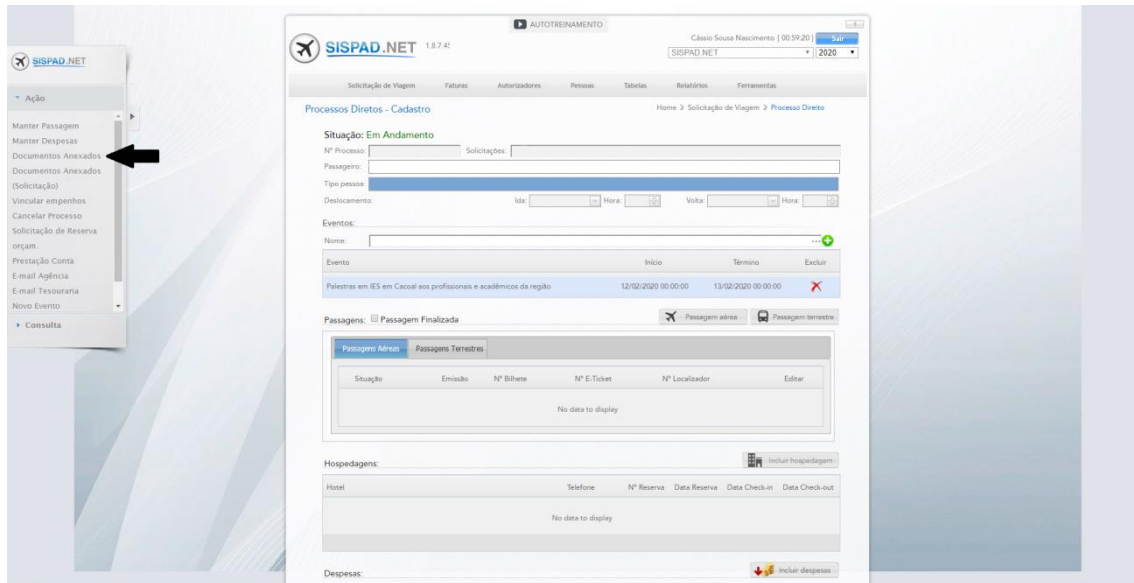 AUTOTREINAMENTO
SISPAD.NET
Cássio Sousa Nascimento [ 00:59:20 ] Sair
SISPAD.NET 2020
SISPAD.NET
Ação
Manter Passagem
Manter Despesas
Documentos Anexados
Documentos Anexados
(Solicitação)
Vincular empenhos
Cancelar Processo
Solicitação de Reserva
orçam.
Prestação Conta
E-mail Agência
E-mail Tesouraria
Novo Evento
Consulta
Solicitação de Viagem Faturas Autorizadores Pessoas Tabelas Relatórios Ferramentas
Processos Diretos - Cadastro Home > Solicitação de Viagem > Processo Direito
Situação: Em Andamento
Nº Processo: Solicitações:
Passageiro:
Tipo pessoa:
Deslocamento: Ida: Hora: Volta: Hora:
Eventos:
Nome: ...
Evento Início Término Excluir
Palestras em IES em Cacoal aos profissionais e acadêmicos da região 12/02/2020 00:00:00 13/02/2020 00:00:00
Passagens: Passagem Finalizada Passagem aérea Passagem terrestre
Passagens Aéreas Passagens Terrestres
Situação Emissão Nº Bilhete Nº E-Ticket Nº Localizador Editar
No data to display
Hospedagens: Incluir hospedagem
Hotel Telefone Nº Reserva Data Reserva Data Check-in Data Check-out
No data to display
Despesas: Incluir despesas